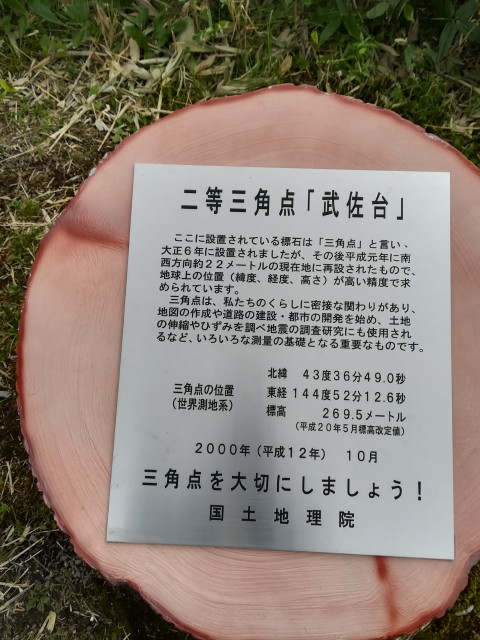 二等三角点「武佐台」
ここに設置されている標石は「三角点」と言い、
大正6年に設置されましたが、その後平成元年に南
西方向約22メートルの現在地に再設されたもので、
地球上の位置(緯度、経度、高さ)が高い精度で求
められています。
三角点は、私たちのくらしに密接な関わりがあり、
地図の作成や道路の建設・都市の開発を始め、土地
の伸縮やひずみを調べ地震の調査研究にも使用され
るなど、いろいろな測量の基礎となる重要なものです。
三角点の位置
(世界測地系)
北緯 43度36分49.0秒
東経 144度52分12.6秒
標高 269.5メートル
(平成20年5月標高改定値)
2000年(平成12年) 10月
三角点を大切にしましょう!
国土地理院